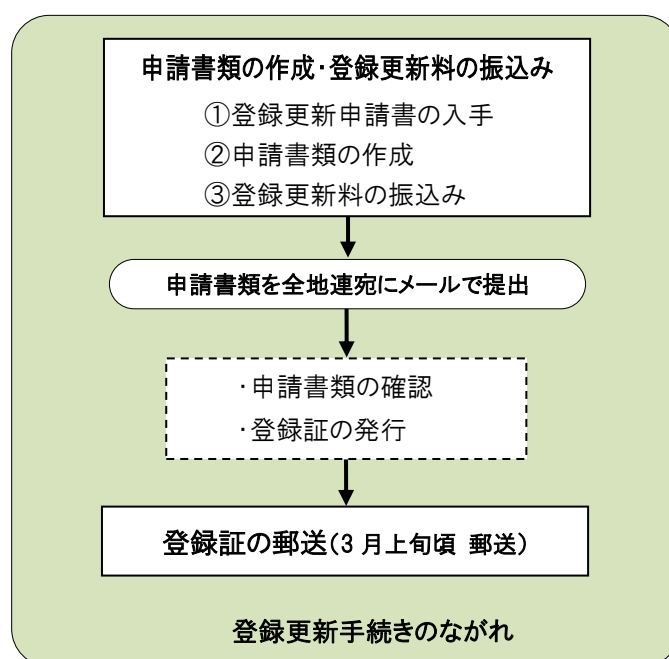 申請書類の作成・登録更新料の振込み
①登録更新申請書の入手
②申請書類の作成
③登録更新料の振込み
申請書類を全地連宛にメールで提出
・申請書類の確認
・登録証の発行
登録証の郵送（3 月上旬頃 郵送）
登録更新手続きのながれ